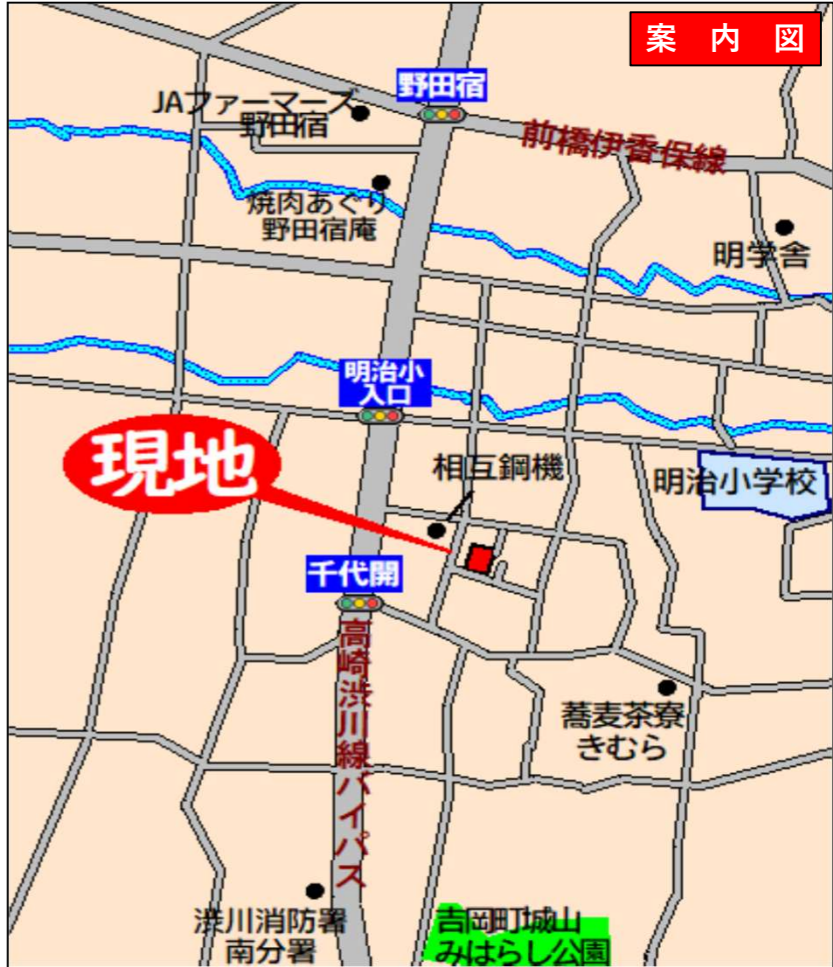 案内図
野田宿
JAファーマーズ
野田宿
前橋伊香保線
焼肉あぐり
野田宿庵
明学舎
明治小
入口
現地
相互鋼機
明治小学校
千代開
高崎渋川線バイパス
蕎麦茶寮
きむら
渋川消防署
南分署
吉岡町城山
みはらし公園